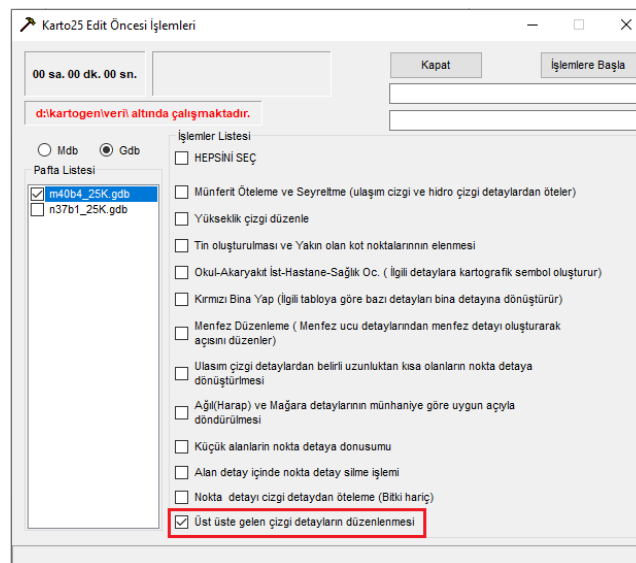 Karto25 Edit Öncesi İşlemleri
00 sa. 00 dk. 00 sn.
Kapat
İşlemlere Başla
d:\kartogen\veri\ altında çalışmaktadır.
Mdb
Gdb
Pafta Listesi
m40b4_25K.gdb
n37b1_25K.gdb
İşlemler Listesi
HEPSİNİ SEÇ
Münferit Öteleme ve Seyreltme (ulaşım cizgi ve hidro çizgi detaylardan öteler)
Yükseklik çizgi düzenle
Tin oluşturulması ve Yakın olan kot noktalarınnın elenmesi
Okul-Akaryakıt İst-Hastane-Sağlık Oc. ( İlgili detaylara kartografik sembol oluşturur)
Kırmızı Bina Yap (İlgili tabloya göre bazı detayları bina detayına dönüştürür)
Menfez Düzenleme ( Menfez ucu detaylarından menfez detayı oluşturarak
açısını düzenler)
Ulasım çizgi detaylardan belirli uzunluktan kısa olanların nokta detaya
dönüştürlmesi
Ağıl(Harap) ve Mağara detaylarının münhaniye göre uygun açıyla
döndürülmesi
Küçük alanlarin nokta detaya donusumu
Alan detay içinde nokta detay silme işlemi
Nokta detayı cizgi detaydan öteleme (Bitki hariç)
Üst üste gelen çizgi detayların düzenlenmesi